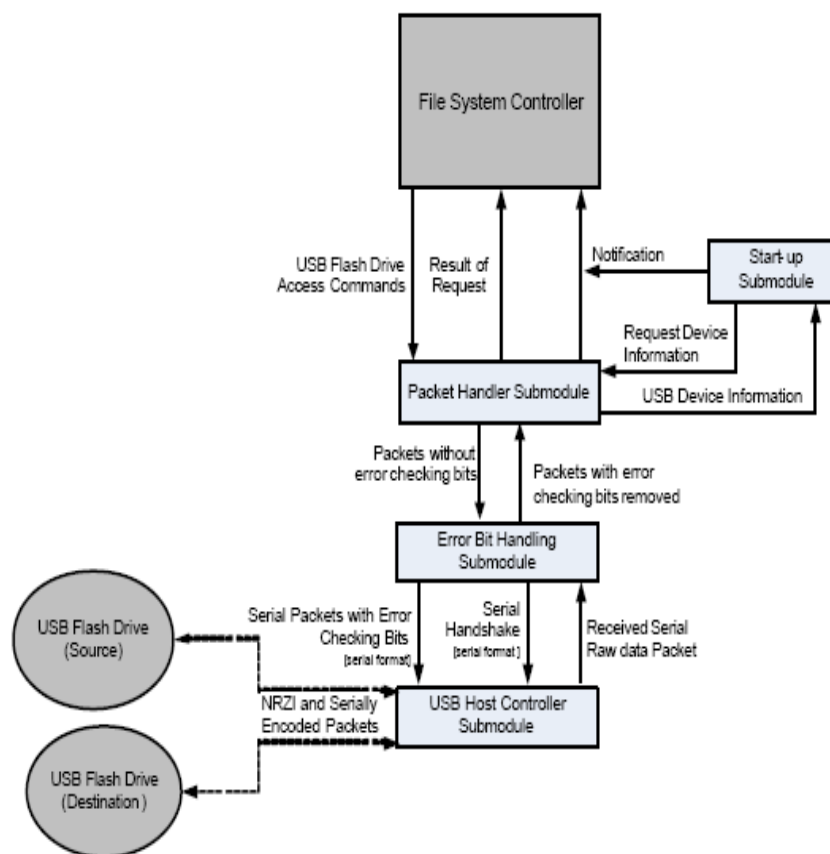 File System Controller
USB Flash Drive
Access Commands
Result of
Request
Notification
Start-up
Submodule
Request Device
Information
Packet Handler Submodule
USB Device Information
Packets without
error checking bits
Packets with error
checking bits removed
Error Bit Handling
Submodule
USB Flash Drive
(Source)
Serial Packets with Error
Checking Bits
[serial format]
Serial
Handshake
[serial format ]
Received Serial
Raw data Packet
NRZI and Serially
Encoded Packets
USB Host Controller
Submodule
USB Flash Drive
(Destination )